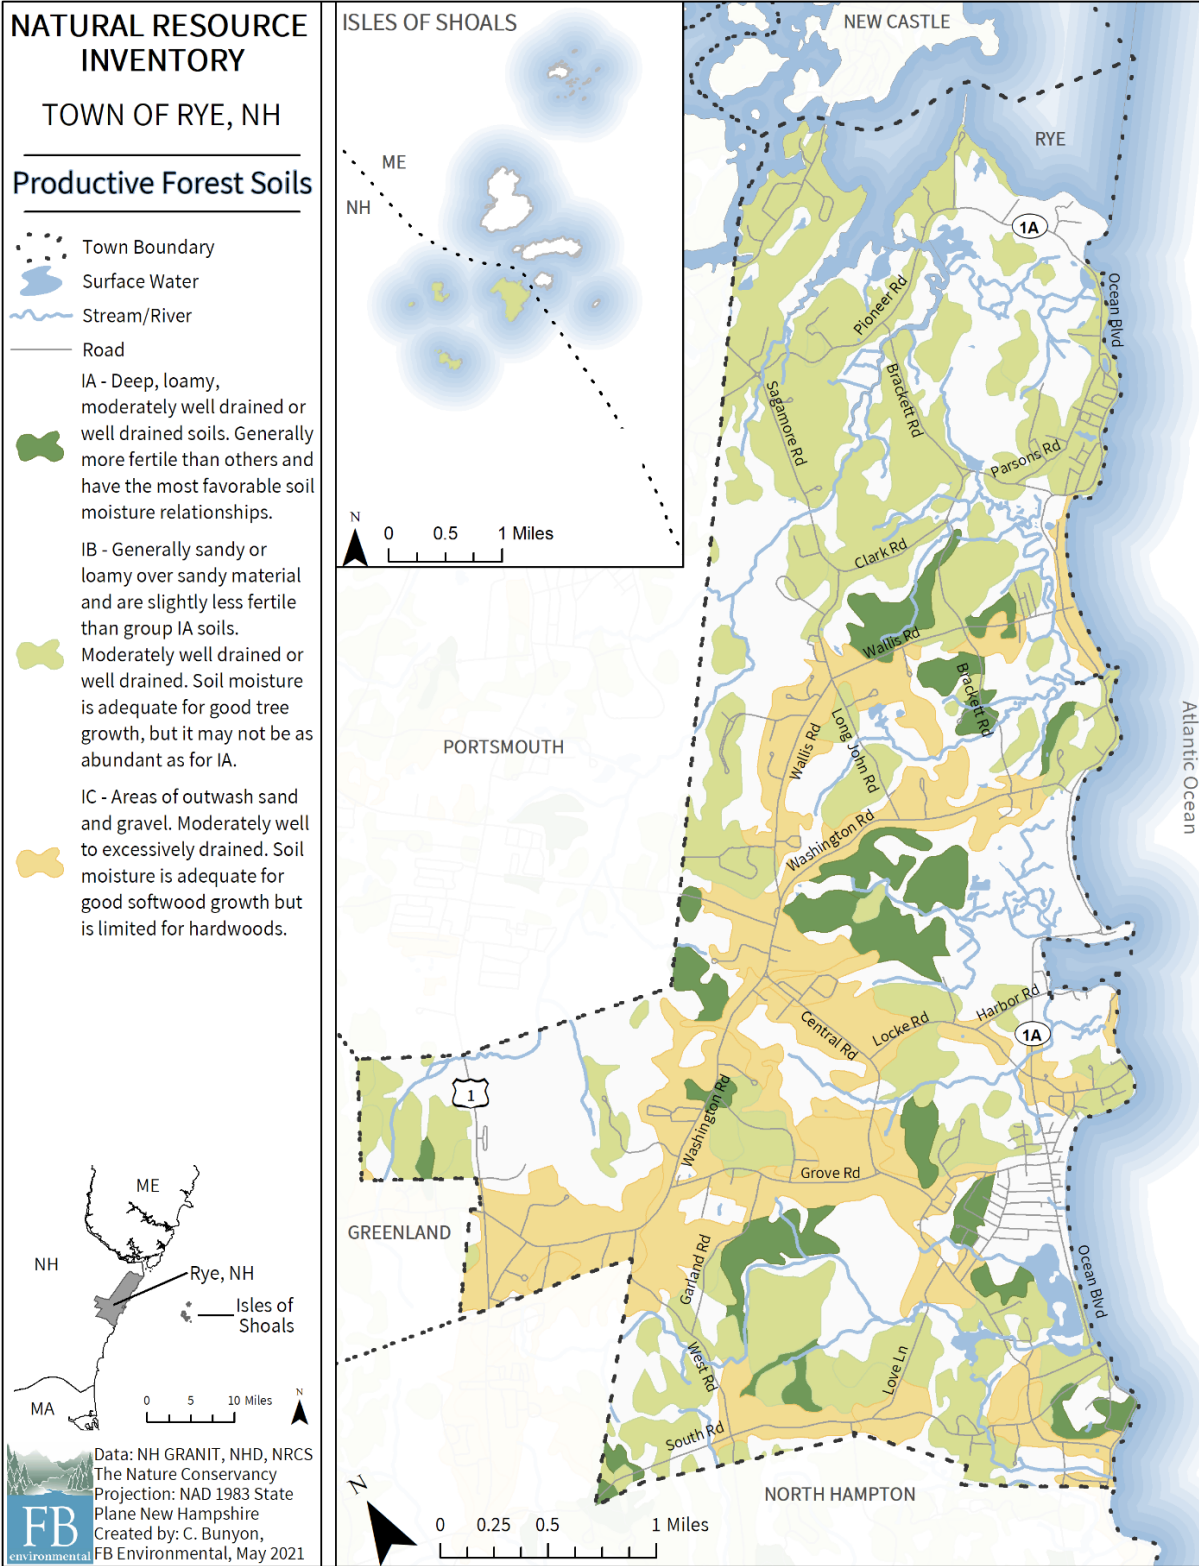 NATURAL RESOURCE
INVENTORY
TOWN OF RYE, NH
Productive Forest Soils
Town Boundary
Surface Water
Stream/River
Road
IA - Deep, loamy,
moderately well drained or
well drained soils. Generally
more fertile than others and
have the most favorable soil
moisture relationships.
IB - Generally sandy or
loamy over sandy material
and are slightly less fertile
than group IA soils.
Moderately well drained or
well drained. Soil moisture
is adequate for good tree
growth, but it may not be as
abundant as for IA.
IC - Areas of outwash sand
and gravel. Moderately well
to excessively drained. Soil
moisture is adequate for
good softwood growth but
is limited for hardwoods.
ME
NH
Rye, NH
Isles of
Shoals
MA
0 5 10 Miles
N
FB
environmental
Data: NH GRANIT, NHD, NRCS
The Nature Conservancy
Projection: NAD 1983 State
Plane New Hampshire
Created by: C. Bunyon,
FB Environmental, May 2021
ISLES OF SHOALS
ME
NH
N
0 0.5 1 Miles
NEW CASTLE
RYE
1A
Ocean Blvd
Pioneer Rd
Brackett Rd
Sagamore Rd
Parsons Rd
Clark Rd
Wallis Rd
Brackett Rd
PORTSMOUTH
Wallis Rd
Long John Rd
Atlantic Ocean
Washington Rd
Central Rd
Locke Rd
Harbor Rd
1A
1
Washington Rd
Grove Rd
GREENLAND
Garland Rd
Ocean Blvd
West Rd
Love Ln
South Rd
NORTH HAMPTON
N
0 0.25 0.5 1 Miles